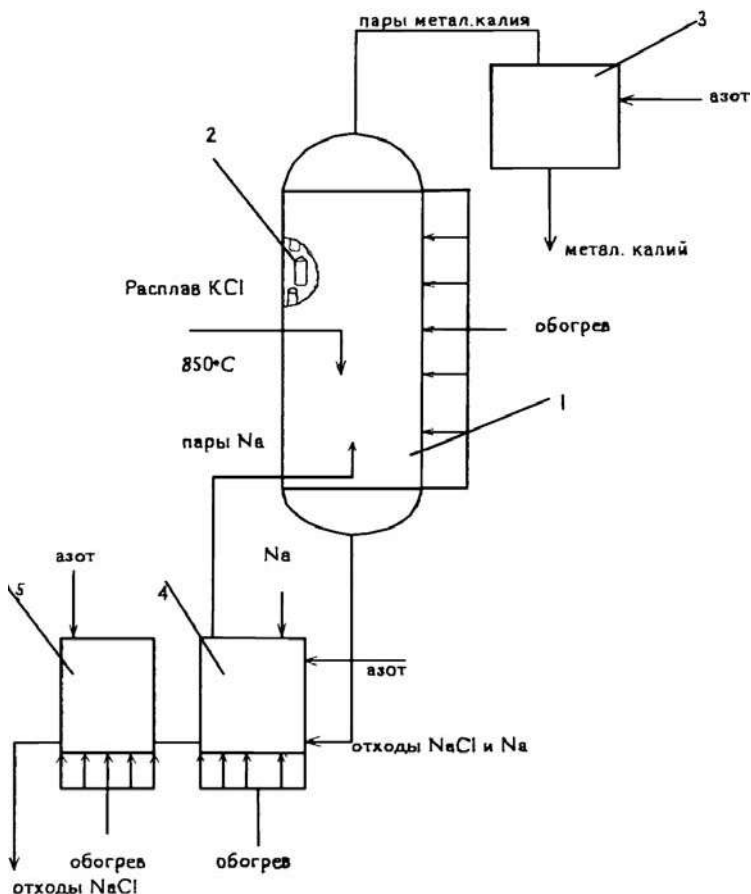 пары метал.калия
3
азот
2
метал. калий
Расплав KCl
обогрев
850°C
1
пары Na
азот
Na
5
4
азот
отходы NaCl и Na
обогрев
обогрев
отходы NaCl